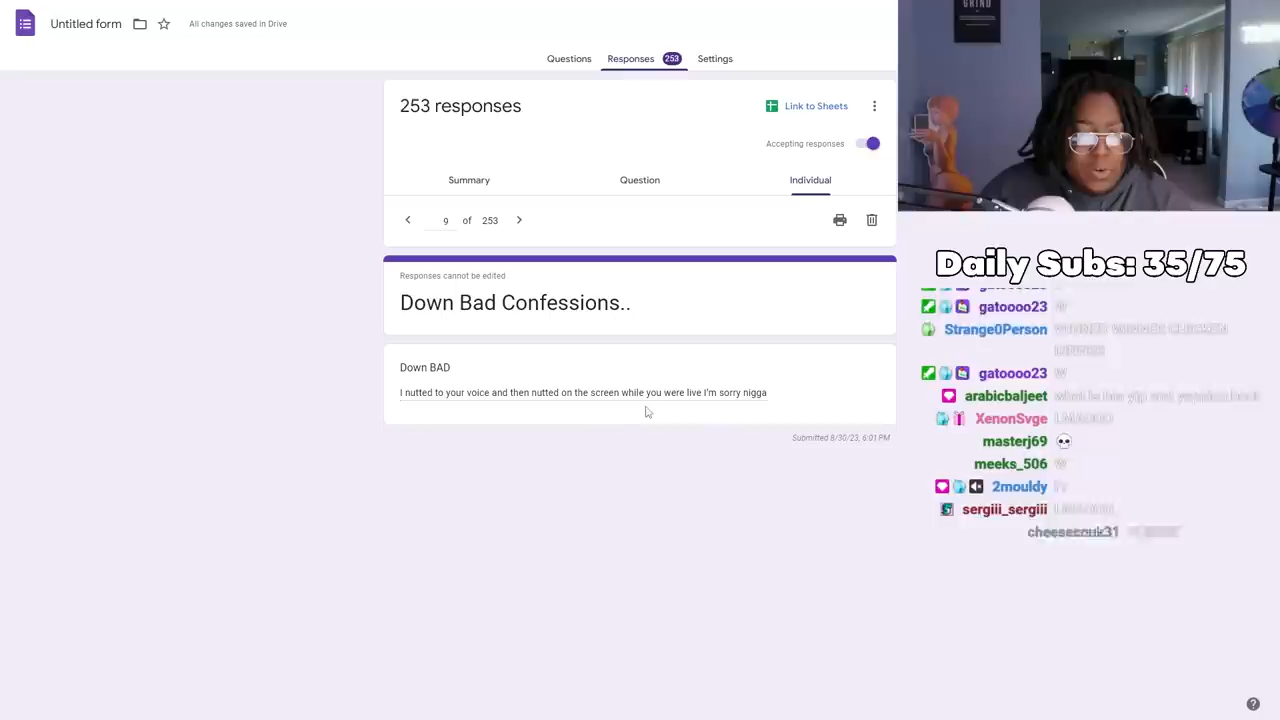 GRIND
Untitled form
All changes saved in Drive
Questions
Responses 253
Settings
253 responses
Link to Sheets
Accepting responses
Summary
Question
Individual
9 of 253
Responses cannot be edited
Down Bad Confessions..
Down BAD
I nutted to your voice and then nutted on the screen while you were live I'm sorry nigga
Submitted 8/30/23, 6:01 PM
Daily Subs: 35/75
gatoooo23 W
Strange0Person
gatoooo23 W
arabicbaljeet
XenonSvge
masterj69
meeks_506 W
2mouldy
sergiii_sergiii